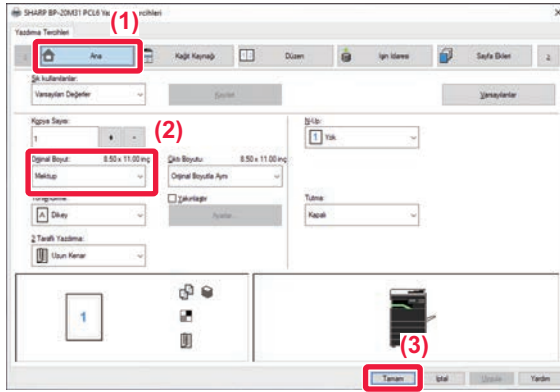 SHARP BP-20M31 PCL6 Ya Tercihleri
(1)
Yazdırma Tercihleri
Ana
Kağıt Kaynağı
Düzen
İşin İdaresi
Sayfa Ekleri
Sık kullanılanlar:
Varsayılan Değerler
Kaydet
Varsayılanlar
Kopya Sayısı:
1
+ -
(2)
N-Up:
1 Yok
Orijinal Boyut: 8.50 x 11.00 inç
Mektup
Çıktı Boyutu: 8.50 x 11.00 inç
Orijinal Boyutla Aynı
A Dikey
Yakınlaştır
Ayarlar...
Tutma:
Kapalı
2 Taraflı Yazdırma:
Uzun Kenar
1
(3)
Tamam
İptal
Uygula
Yardım